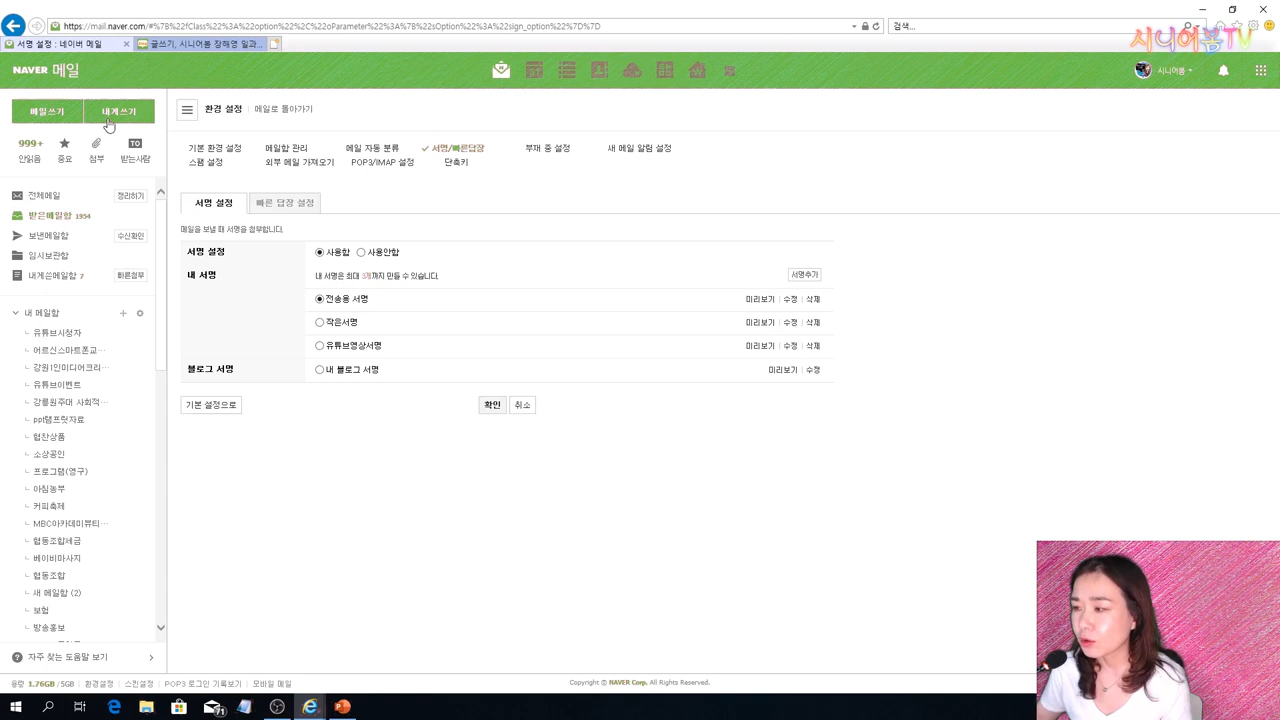 https://mail.naver.com/#%7B%22fClass%22%3A%22option%22%2C%22oParameter%22%3A%7B%22sOption%22%3A%22sign_option%22%7D%7D
검색...
서명 설정 : 네이버 메일
글쓰기, 시니어봄 장해영 일과...
시니어봄TV
NAVER 메일
시니어봄
메일쓰기
내게쓰기
환경 설정
메일로 돌아가기
999+
TO
안읽음
중요
첨부
받는사람
기본 환경 설정
메일함 관리
메일 자동 분류
서명/빠른답장
부재 중 설정
새 메일 알림 설정
스팸 설정
외부 메일 가져오기
POP3/IMAP 설정
단축키
전체메일
정리하기
받은메일함 1954
보낸메일함
수신확인
임시보관함
내게쓴메일함 7
빠른첨부
서명 설정
빠른 답장 설정
메일을 보낼 때 서명을 첨부합니다.
서명 설정
사용함
사용안함
내 서명
내 서명은 최대 3개까지 만들 수 있습니다.
서명추가
전송용 서명
미리보기 | 수정 | 삭제
작은서명
미리보기 | 수정 | 삭제
유튜브영상서명
미리보기 | 수정 | 삭제
블로그 서명
내 블로그 서명
미리보기 | 수정
기본 설정으로
확인
취소
내 메일함
유튜브시청자
어르신스마트폰교…
강원1인미디어크리…
유튜브이벤트
강릉원주대 사회적…
ppt템프릿자료
협찬상품
소상공인
프로그램(영구)
아침농부
커피축제
MBC아카데미뷰티…
협동조합세금
베이비마사지
협동조합
새 메일함 (2)
보험
방송홍보
자주 찾는 도움말 보기
용량 1.76GB/5GB
환경설정
스킨설정
POP3 로그인 기록보기
모바일 메일
Copyright © NAVER Corp. All Rights Reserved.
71